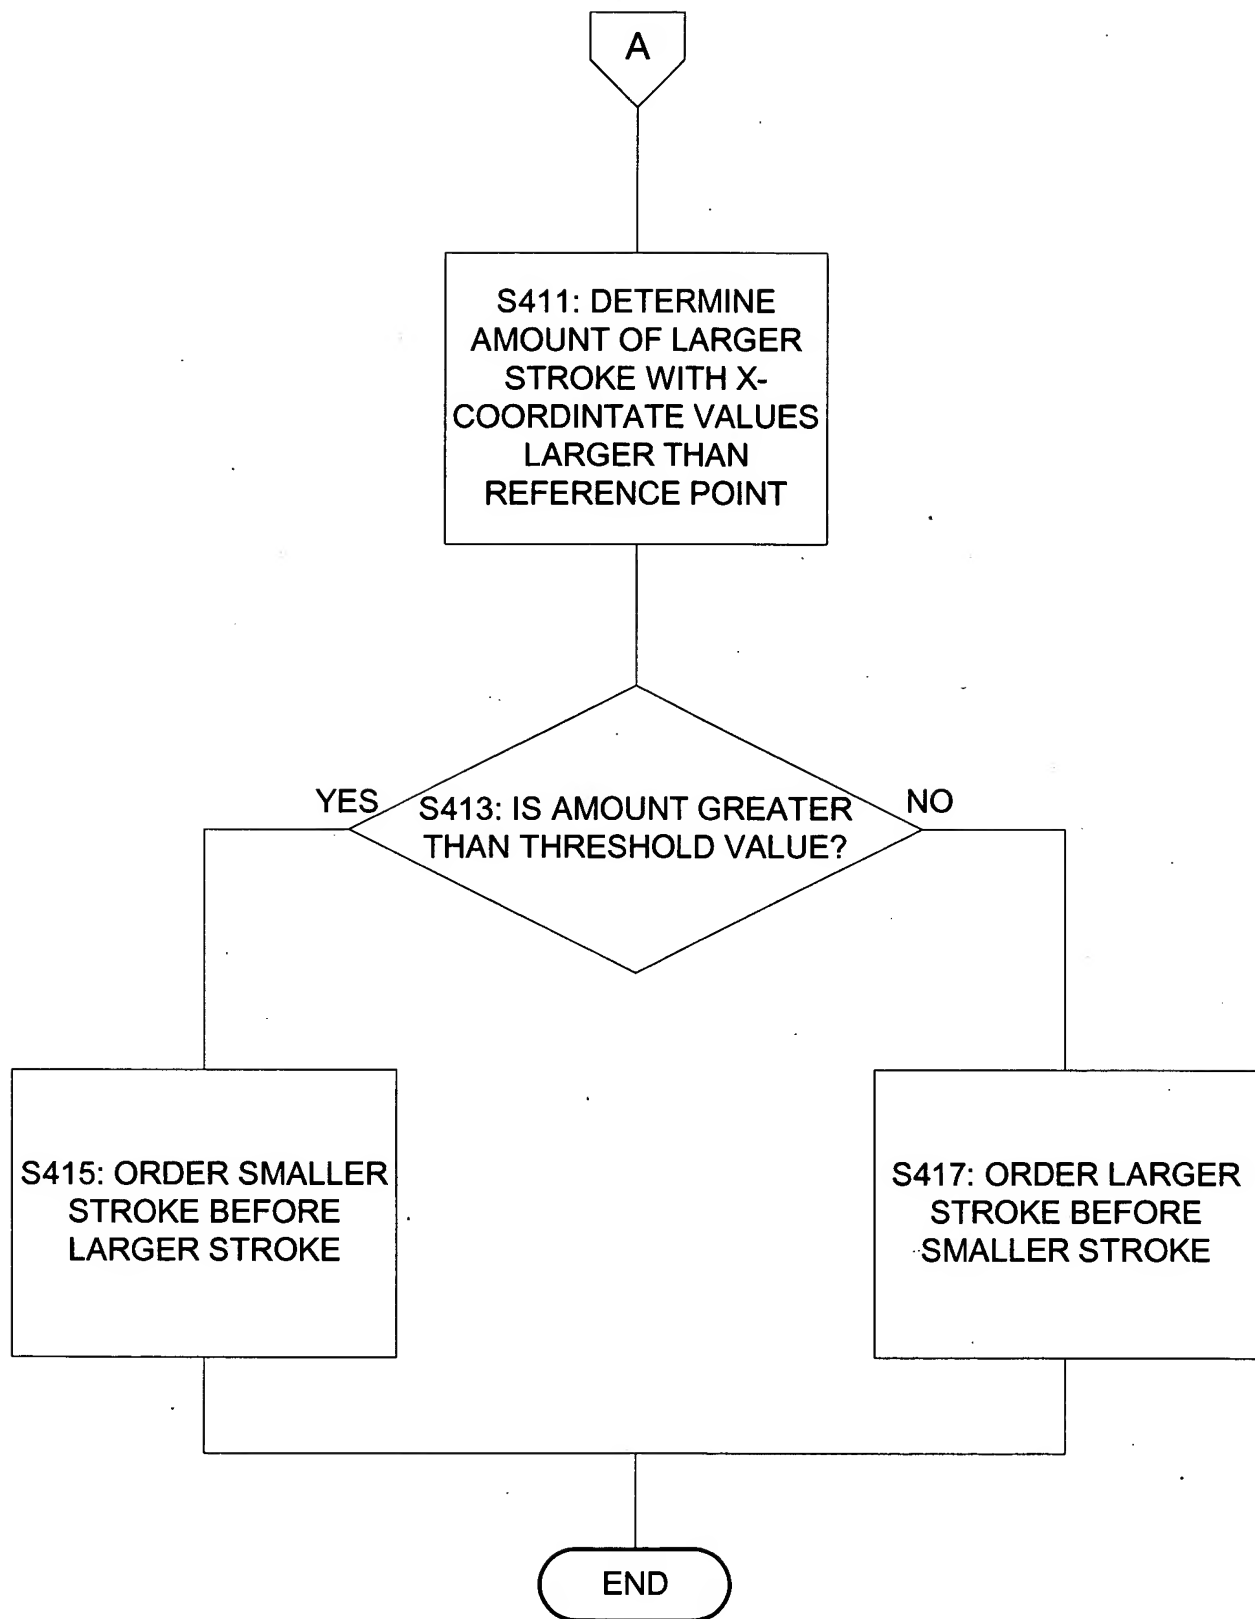 A
S411: DETERMINE
AMOUNT OF LARGER
STROKE WITH X-
COORDINTATE VALUES
LARGER THAN
REFERENCE POINT
YES
S413: IS AMOUNT GREATER
THAN THRESHOLD VALUE?
NO
S415: ORDER SMALLER
STROKE BEFORE
LARGER STROKE
S417: ORDER LARGER
STROKE BEFORE
SMALLER STROKE
END